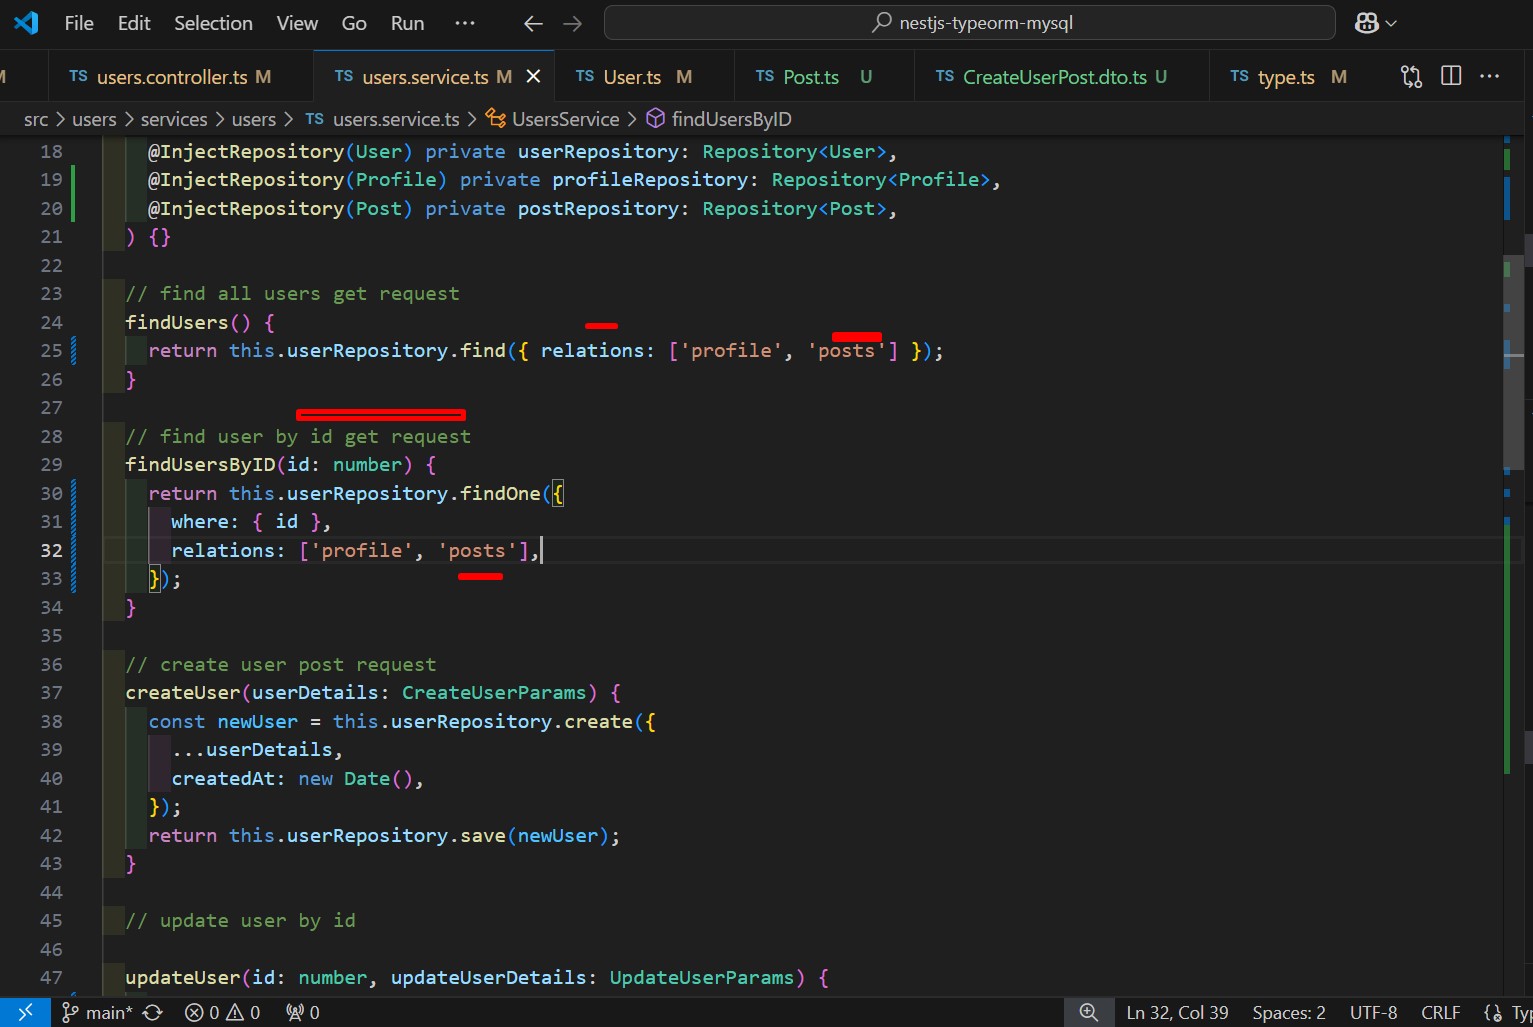 File Edit Selection View Go Run ··· nestjs-typeorm-mysql
M TS users.controller.ts M TS users.service.ts M TS User.ts M TS Post.ts U TS CreateUserPost.dto.ts U TS type.ts M ···
src > users > services > users > TS users.service.ts > UsersService > findUsersByID
18 @InjectRepository(User) private userRepository: Repository<User>,
19 @InjectRepository(Profile) private profileRepository: Repository<Profile>,
20 @InjectRepository(Post) private postRepository: Repository<Post>,
21 ) {}
22
23 // find all users get request
24 findUsers() {
25 return this.userRepository.find({ relations: ['profile', 'posts'] });
26 }
27
28 // find user by id get request
29 findUsersByID(id: number) {
30 return this.userRepository.findOne({
31 where: { id },
32 relations: ['profile', 'posts'],
33 });
34 }
35
36 // create user post request
37 createUser(userDetails: CreateUserParams) {
38 const newUser = this.userRepository.create({
39 ...userDetails,
40 createdAt: new Date(),
41 });
42 return this.userRepository.save(newUser);
43 }
44
45 // update user by id
46
47 updateUser(id: number, updateUserDetails: UpdateUserParams) {
main* 0 0 0 Ln 32, Col 39 Spaces: 2 UTF-8 CRLF {} Ty